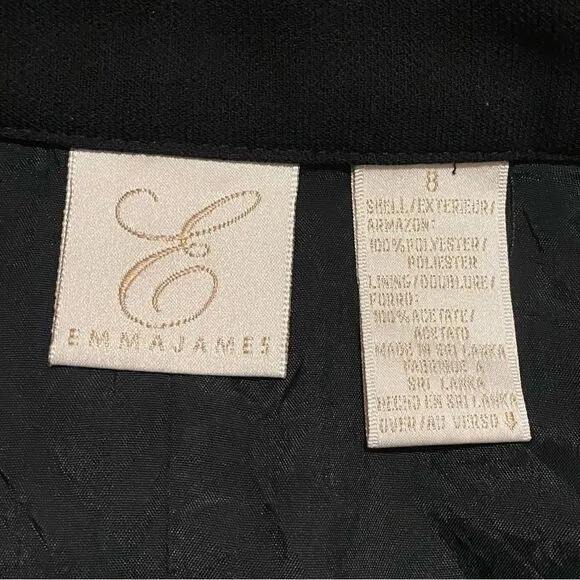 E
EMMAJAMES
8
SHELL/EXTERIEUR/
ARMAZON:
100%POLYESTER/
POLIESTER
LINING/DOUBLURE/
FORRO:
100%ACETATE/
ACETATO
MADE IN SRI LANKA
FABRIQUE A
SRI LANKA
HECHO EN SRI LANKA
OVER/AU VERSO